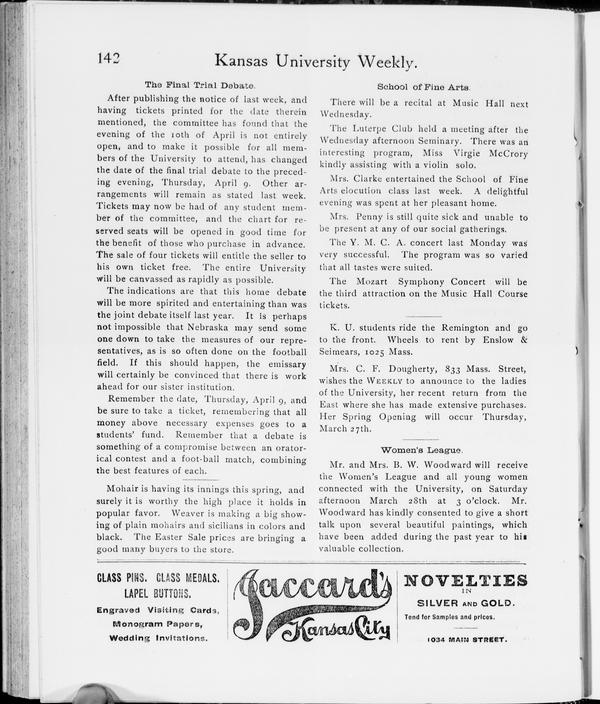 142
Kansas University Weekly.
The Final Trial Debate.
After publishing the notice of last week, and
having tickets printed for the date therein
mentioned, the committee has found that the
evening of the 10th of April is not entirely
open, and to make it possible for all mem-
bers of the University to attend, has changed
the date of the final trial debate to the preced-
ing evening, Thursday, April 9. Other ar-
rangements will remain as stated last week.
Tickets may now be had of any student mem-
ber of the committee, and the chart for re-
served seats will be opened in good time for
the benefit of those who purchase in advance.
The sale of four tickets will entitle the seller to
his own ticket free. The entire University
will be canvassed as rapidly as possible.
The indications are that this home debate
will be more spirited and entertaining than was
the joint debate itself last year. It is perhaps
not impossible that Nebraska may send some
one down to take the measures of our repre-
sentatives, as is so often done on the football
field. If this should happen, the emissary
will certainly be convinced that there is work
ahead for our sister institution.
Remember the date, Thursday, April 9, and
be sure to take a ticket, remembering that all
money above necessary expenses goes to a
students' fund. Remember that a debate is
something of a compromise between an orator-
ical contest and a foot-ball match, combining
the best features of each.
Mohair is having its innings this spring, and
surely it is worthy the high place it holds in
popular favor. Weaver is making a big show-
ing of plain mohairs and sicilians in colors and
black. The Easter Sale prices are bringing a
good many buyers to the store.
School of Fine Arts.
There will be a recital at Music Hall next
Wednesday.
The Luterpe Club held a meeting after the
Wednesday afternoon Seminary. There was an
interesting program, Miss Virgie McCrory
kindly assisting with a violin solo.
Mrs. Clarke entertained the School of Fine
Arts elocution class last week. A delightful
evening was spent at her pleasant home.
Mrs. Penny is still quite sick and unable to
be present at any of our social gatherings.
The Y. M. C. A. concert last Monday was
very successful. The program was so varied
that all tastes were suited.
The Mozart Symphony Concert will be
the third attraction on the Music Hall Course
tickets.
K. U. students ride the Remington and go
to the front. Wheels to rent by Enslow &
Seimears, 1025 Mass.
Mrs. C. F. Dougherty, 833 Mass. Street,
wishes the WEEKLY to announce to the ladies
of the University, her recent return from the
East where she has made extensive purchases.
Her Spring Opening will occur Thursday,
March 27th.
Women's League.
Mr. and Mrs. B. W. Woodward will receive
the Women's League and all young women
connected with the University, on Saturday
afternoon March 28th at 3 o'clock. Mr.
Woodward has kindly consented to give a short
talk upon several beautiful paintings, which
have been added during the past year to his
valuable collection.
CLASS PINS. CLASS MEDALS.
LAPEL BUTTONS.
Engraved Visiting Cards,
Monogram Papers,
Wedding Invitations.
Jaccard's
Kansas City
NOVELTIES
IN
SILVER AND GOLD.
Tend for Samples and prices.
1034 MAIN STREET.